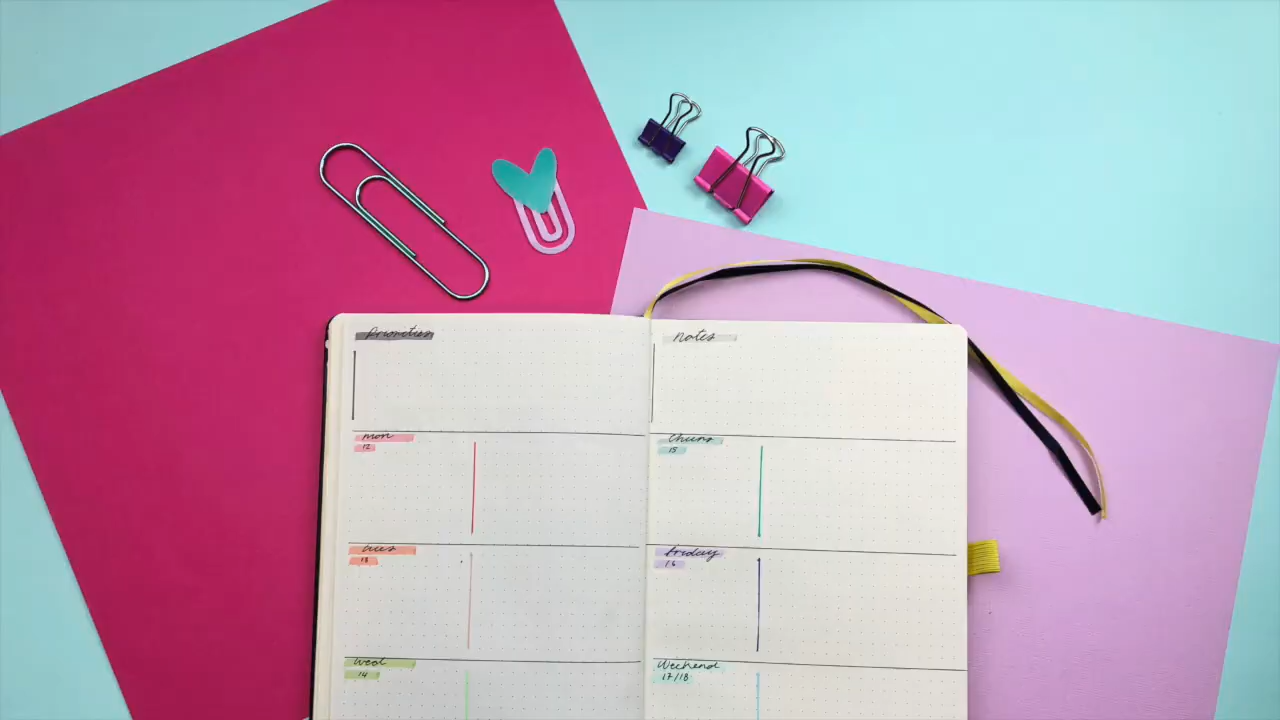 Priorities
Mon
12
Tues
13
Wed
14
Notes
Thurs
15
Friday
16
Weekend
17/18